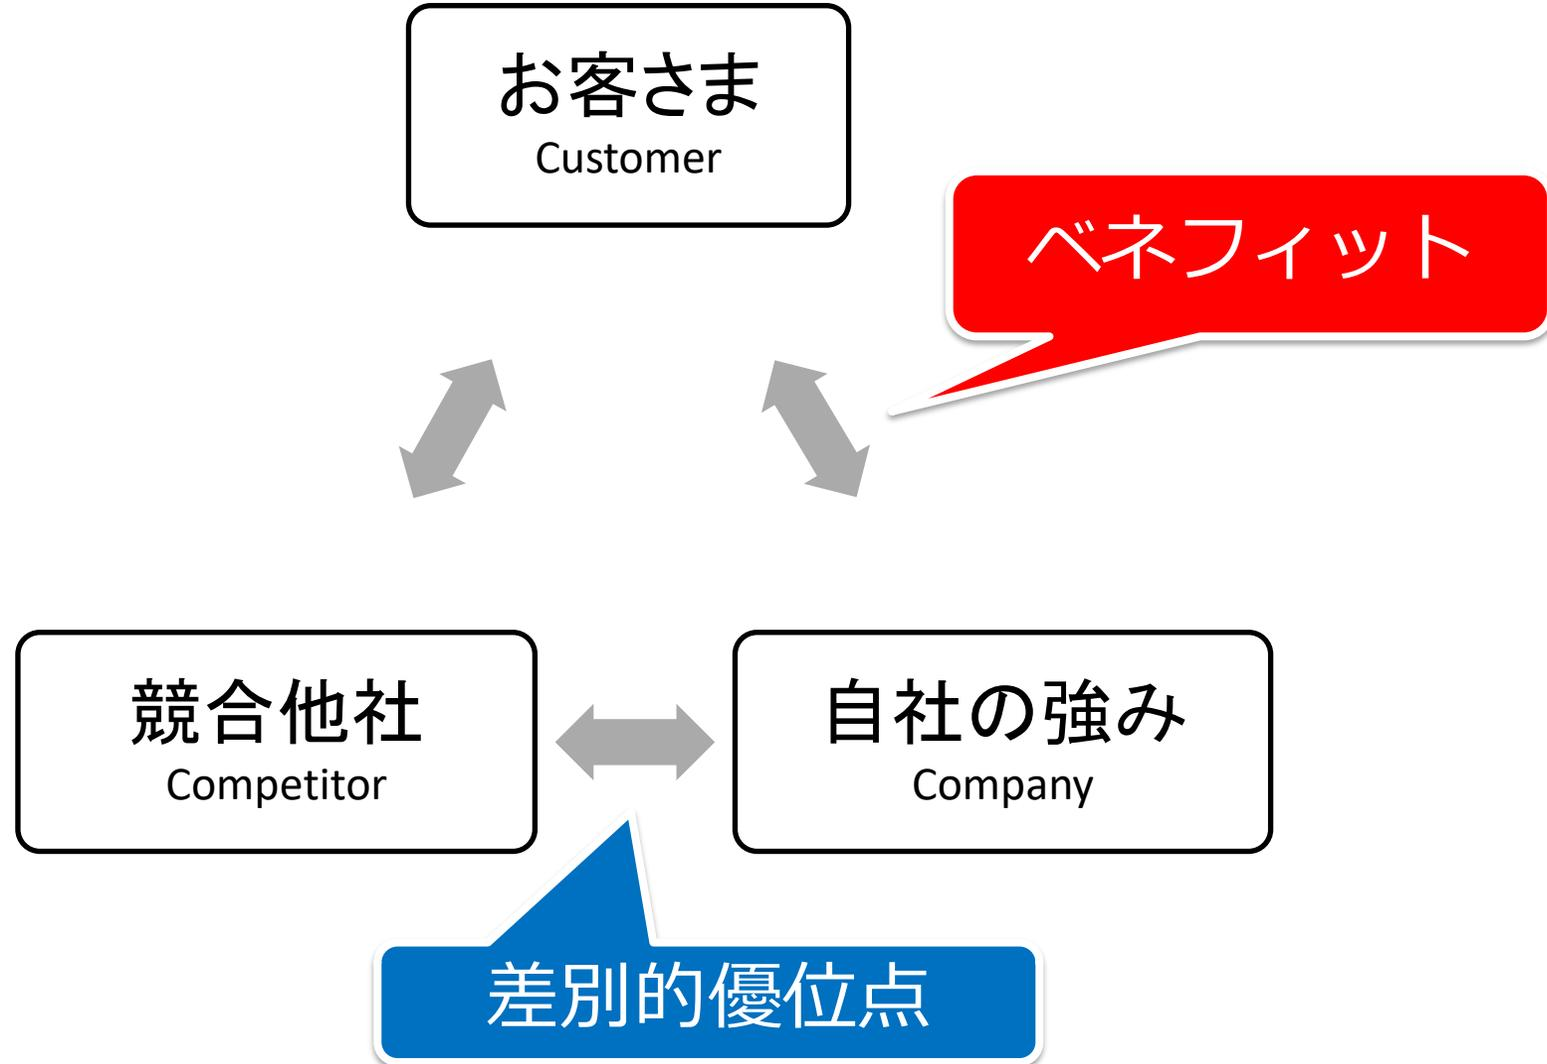 お客さま
Customer
ベネフィット
競合他社
Competitor
自社の強み
Company
差別的優位点